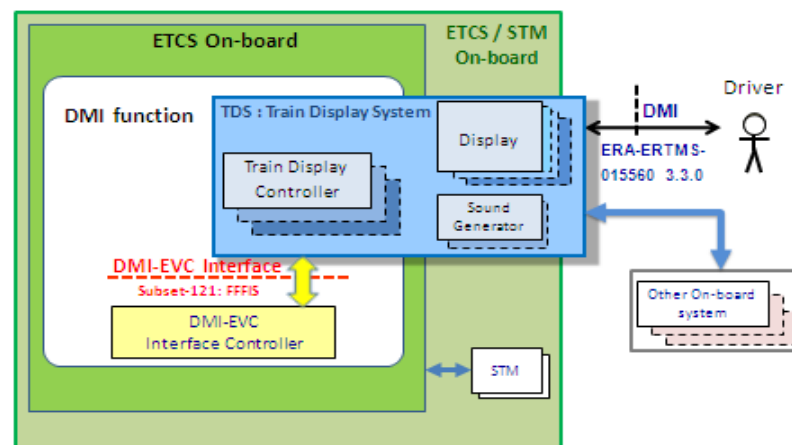 ETCS On-board
ETCS / STM
On-board
DMI function
TDS : Train Display System
Display
Train Display
Controller
Sound
Generator
DMI
Driver
ERA-ERTMS-
015560 3.3.0
DMI-EVC Interface
Subset-121: FFFIS
DMI-EVC
Interface Controller
Other On-board
system
STM